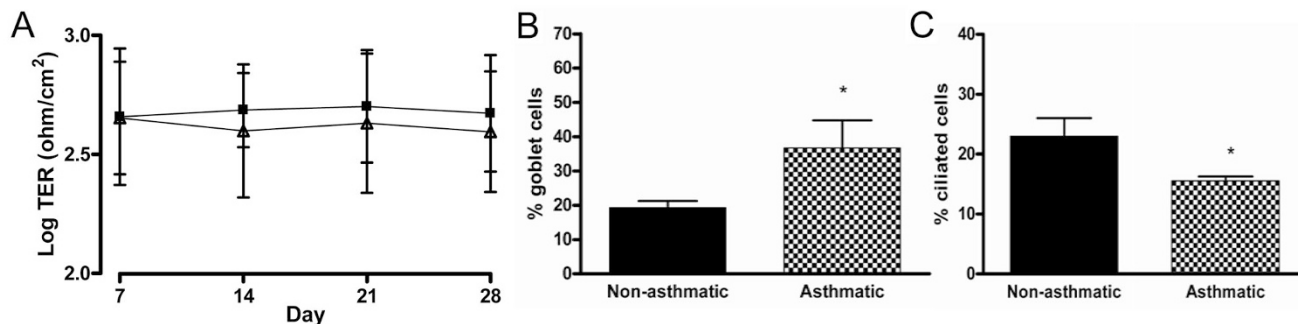 A
Log TER (ohm/cm²)
3.0
2.5
2.0
7
14
21
28
Day
B
% goblet cells
70
60
50
40
30
20
10
0
*
Non-asthmatic
Asthmatic
C
% ciliated cells
40
30
20
10
0
*
Non-asthmatic
Asthmatic